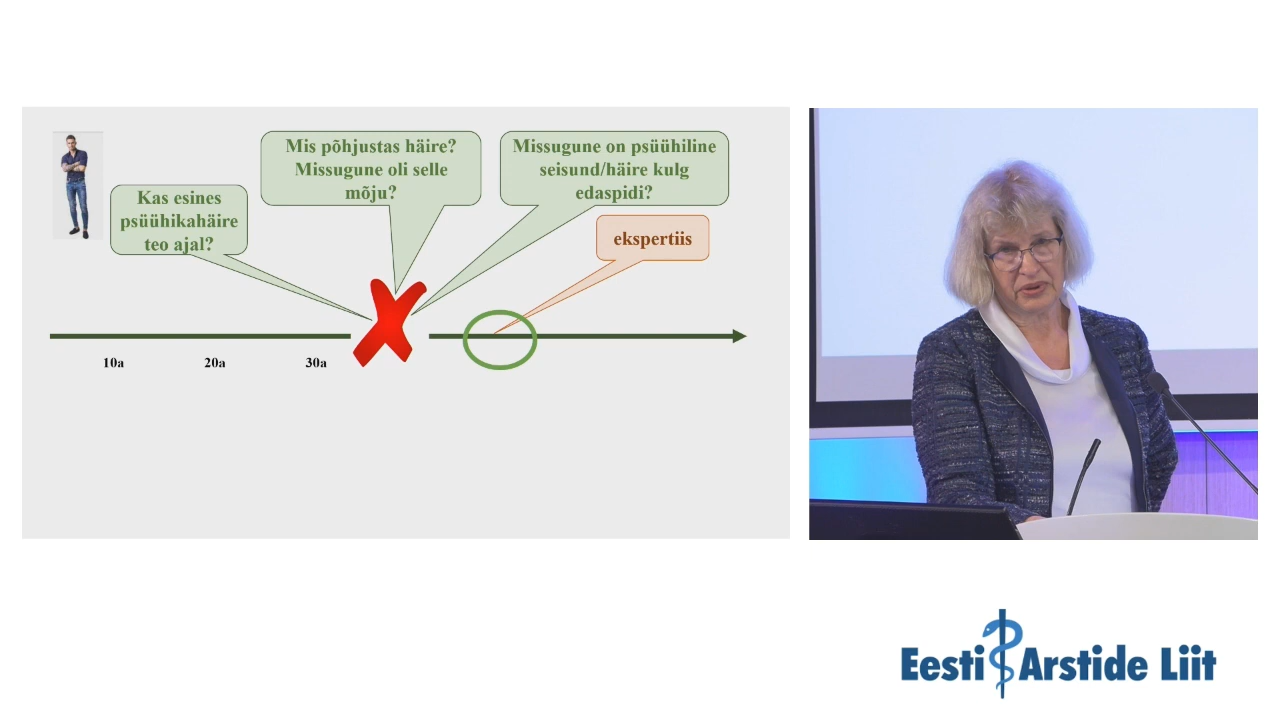 Kas esines
psüühikahäire
teo ajal?
Mis põhjustas häire?
Missugune oli selle
mõju?
Missugune on psüühiline
seisund/häire kulg
edaspidi?
ekspertiis
10a
20a
30a
Eesti Arstide Liit